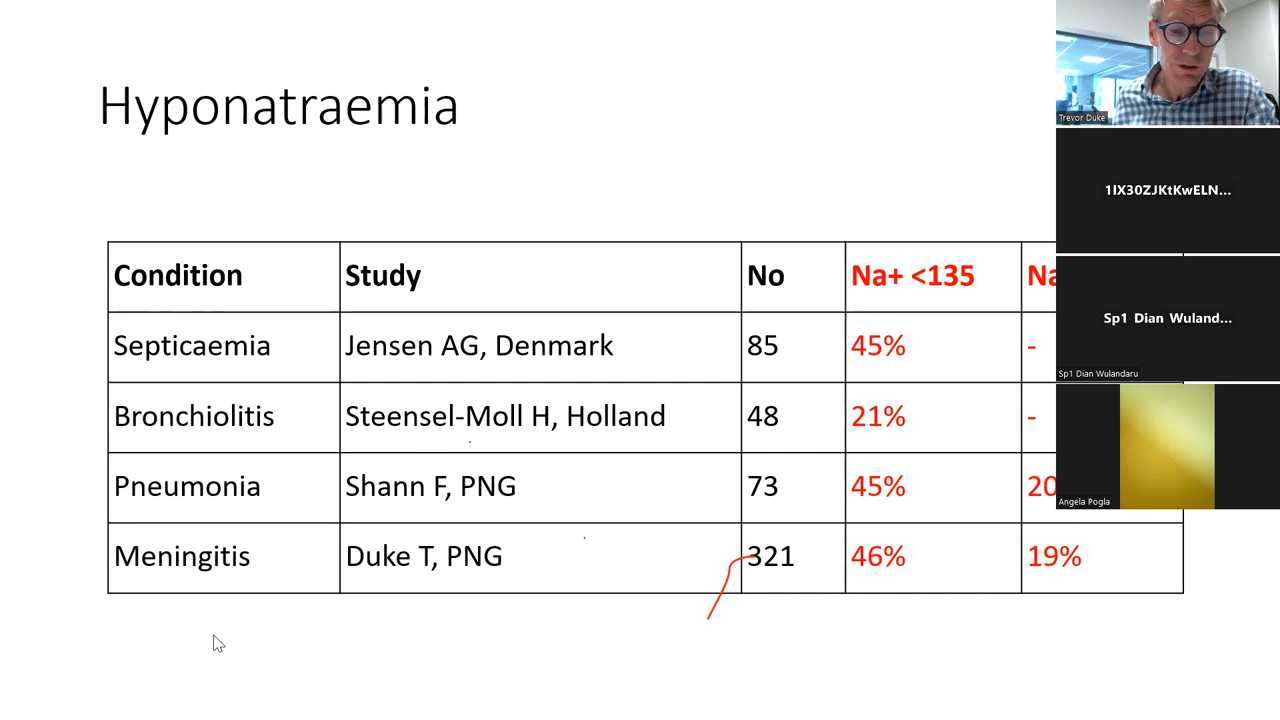 Hyponatraemia
Condition Study No Na+ <135
Septicaemia Jensen AG, Denmark 85 45% -
Bronchiolitis Steensel-Moll H, Holland 48 21% -
Pneumonia Shann F, PNG 73 45% 20
Meningitis Duke T, PNG 321 46% 19%
Trevor Duke
1IX30ZJKtKwELN...
Sp1 Dian Wuland...
Sp1 Dian Wulandaru
Angela Pogla